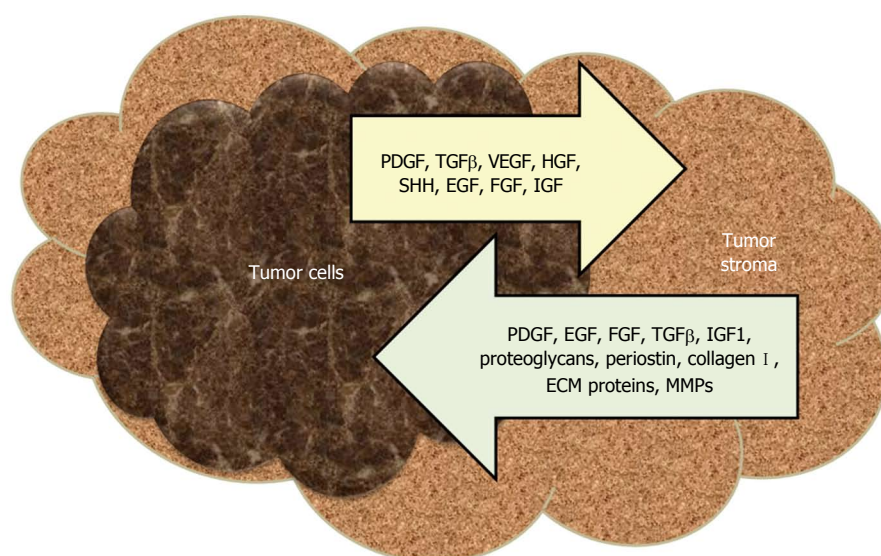 PDGF, TGFβ, VEGF, HGF,
SHH, EGF, FGF, IGF
Tumor cells
Tumor
stroma
PDGF, EGF, FGF, TGFβ, IGF1,
proteoglycans, periostin, collagen Ⅰ,
ECM proteins, MMPs